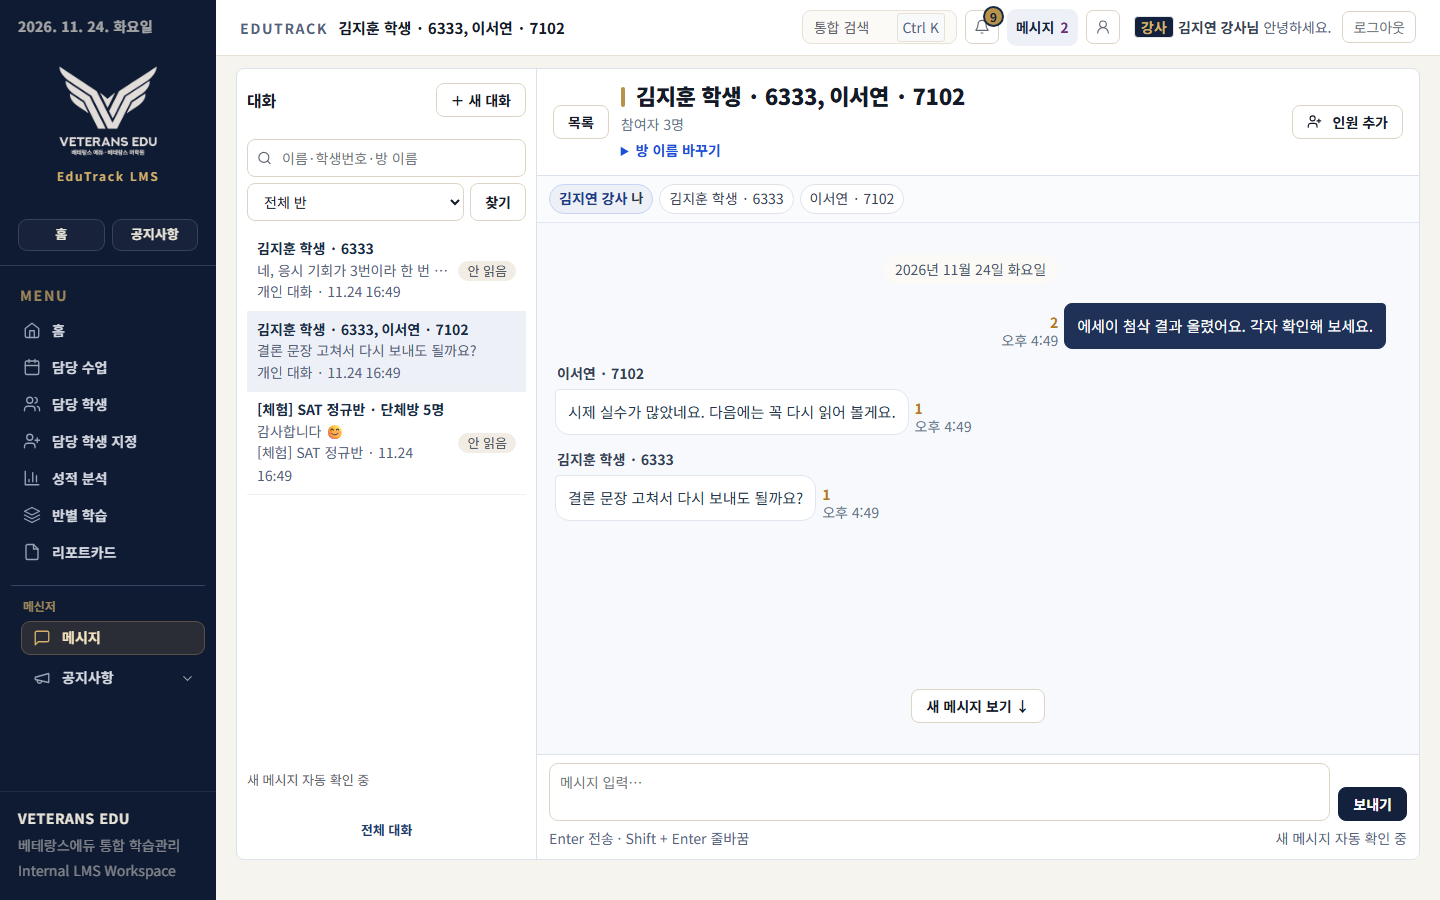 2026. 11. 24. 화요일
VETERANS EDU
베테랑스 에듀 · 베테랑스 어학원
EduTrack LMS
홈
공지사항
MENU
홈
담당 수업
담당 학생
담당 학생 지정
성적 분석
반별 학습
리포트카드
메신저
메시지
공지사항
VETERANS EDU
베테랑스에듀 통합 학습관리
Internal LMS Workspace
EDUTRACK 김지훈 학생 · 6333, 이서연 · 7102
통합 검색 Ctrl K
9
메시지 2
강사 김지연 강사님 안녕하세요.
로그아웃
대화
+ 새 대화
이름·학생번호·방 이름
전체 반
찾기
김지훈 학생 · 6333
네, 응시 기회가 3번이라 한 번 …
안 읽음
개인 대화 · 11.24 16:49
김지훈 학생 · 6333, 이서연 · 7102
결론 문장 고쳐서 다시 보내도 될까요?
개인 대화 · 11.24 16:49
[체험] SAT 정규반 · 단체방 5명
감사합니다 😊
안 읽음
[체험] SAT 정규반 · 11.24
16:49
새 메시지 자동 확인 중
전체 대화
목록
김지훈 학생 · 6333, 이서연 · 7102
참여자 3명
▶ 방 이름 바꾸기
인원 추가
김지연 강사 나
김지훈 학생 · 6333
이서연 · 7102
2026년 11월 24일 화요일
2
오후 4:49
에세이 첨삭 결과 올렸어요. 각자 확인해 보세요.
이서연 · 7102
시제 실수가 많았네요. 다음에는 꼭 다시 읽어 볼게요.
1
오후 4:49
김지훈 학생 · 6333
결론 문장 고쳐서 다시 보내도 될까요?
1
오후 4:49
새 메시지 보기 ↓
메시지 입력…
보내기
Enter 전송 · Shift + Enter 줄바꿈
새 메시지 자동 확인 중